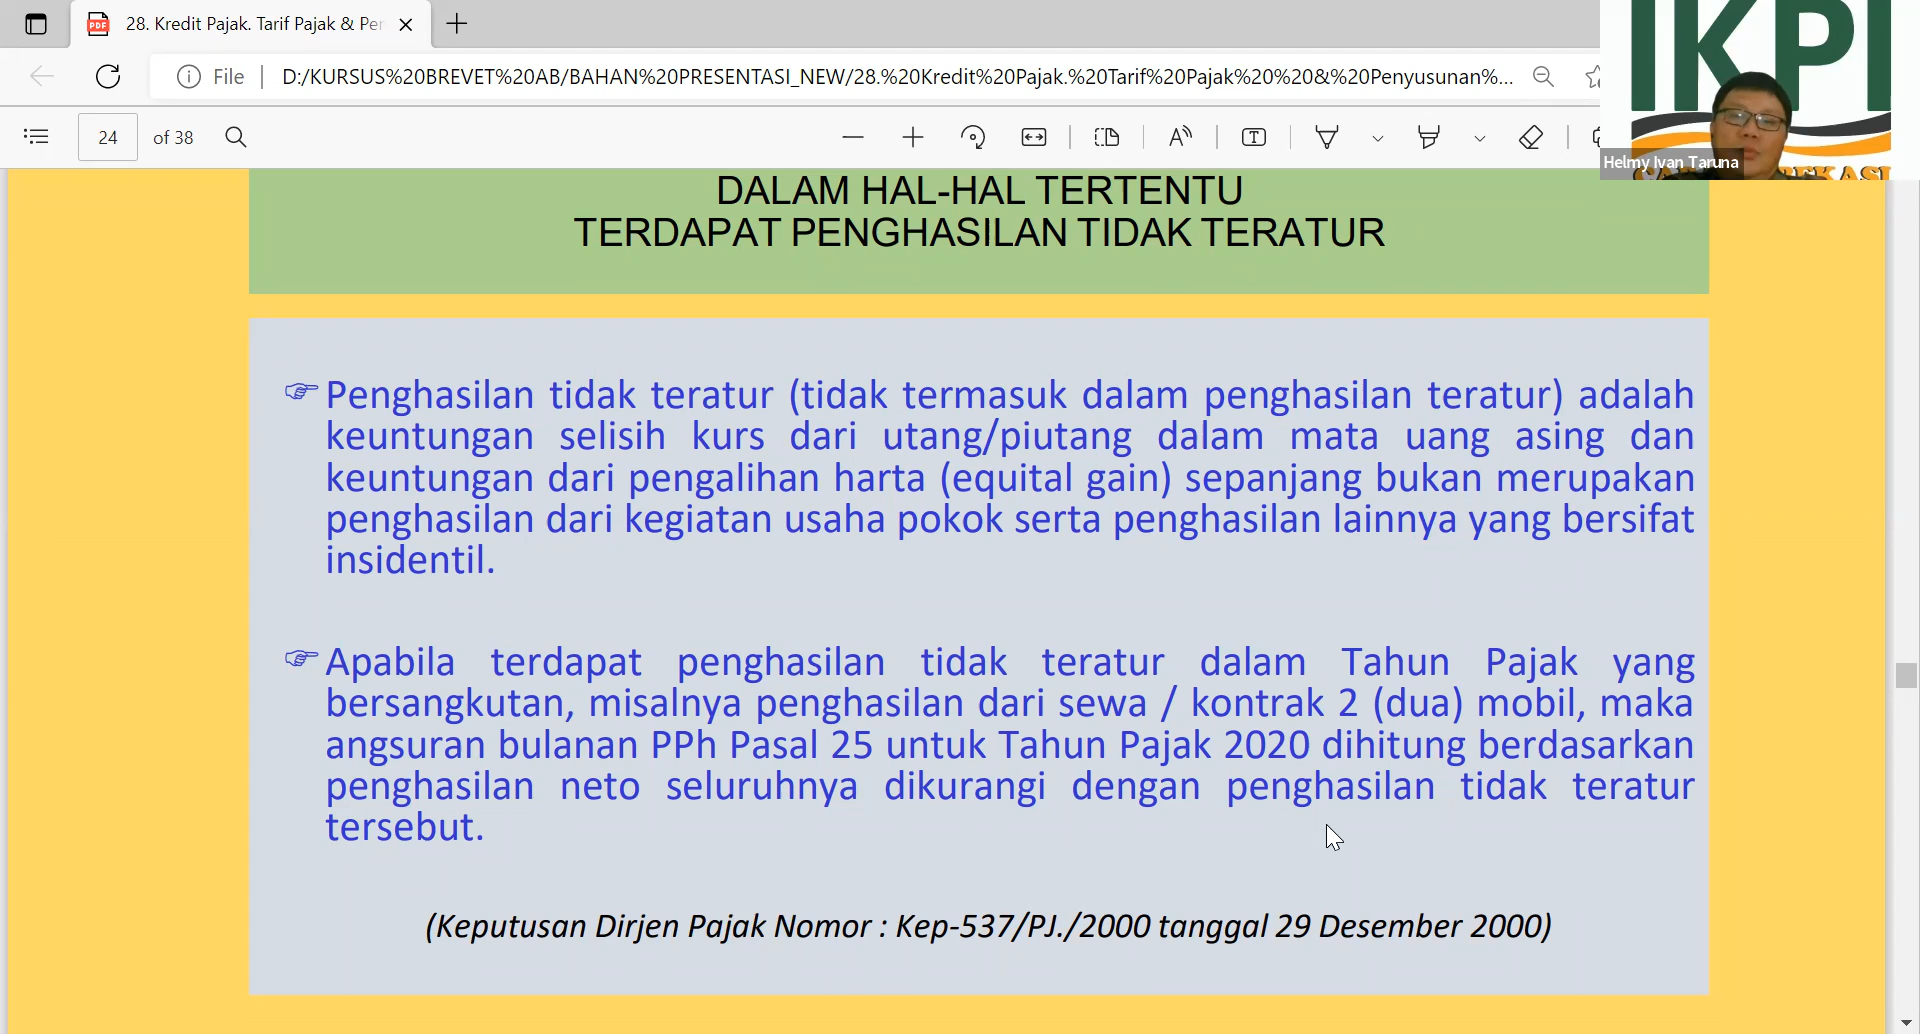 28. Kredit Pajak. Tarif Pajak & Per
File
D:/KURSUS%20BREVET%20AB/BAHAN%20PRESENTASI_NEW/28.%20Kredit%20Pajak.%20Tarif%20Pajak%20%20&%20Penyusunan%...
IKPI
24 of 38
Helmy Ivan Taruna
DALAM HAL-HAL TERTENTU
TERDAPAT PENGHASILAN TIDAK TERATUR
Penghasilan tidak teratur (tidak termasuk dalam penghasilan teratur) adalah
keuntungan selisih kurs dari utang/piutang dalam mata uang asing dan
keuntungan dari pengalihan harta (equital gain) sepanjang bukan merupakan
penghasilan dari kegiatan usaha pokok serta penghasilan lainnya yang bersifat
insidentil.
Apabila terdapat penghasilan tidak teratur dalam Tahun Pajak yang
bersangkutan, misalnya penghasilan dari sewa / kontrak 2 (dua) mobil, maka
angsuran bulanan PPh Pasal 25 untuk Tahun Pajak 2020 dihitung berdasarkan
penghasilan neto seluruhnya dikurangi dengan penghasilan tidak teratur
tersebut.
(Keputusan Dirjen Pajak Nomor : Kep-537/PJ./2000 tanggal 29 Desember 2000)